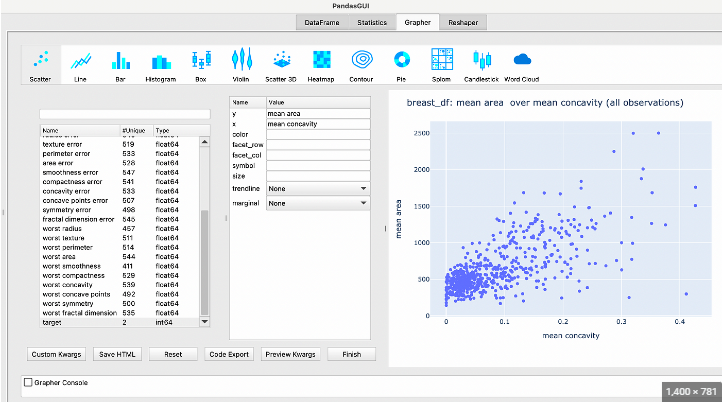 PandasGUI
DataFrame Statistics Grapher Reshaper
Scatter Line Bar Histogram Box Violin Scatter 3D Heatmap Contour Pie Splom Candlestick Word Cloud
Name #Unique Type
texture error 519 float64
perimeter error 533 float64
area error 528 float64
smoothness error 547 float64
compactness error 541 float64
concavity error 533 float64
concave points error 507 float64
symmetry error 498 float64
fractal dimension error 545 float64
worst radius 457 float64
worst texture 511 float64
worst perimeter 514 float64
worst area 544 float64
worst smoothness 411 float64
worst compactness 529 float64
worst concavity 539 float64
worst concave points 492 float64
worst symmetry 500 float64
worst fractal dimension 535 float64
target 2 int64
Name Value
y mean area
x mean concavity
color
facet_row
facet_col
symbol
size
trendline None
marginal None
breast_df: mean area over mean concavity (all observations)
2500
2000
1500
1000
500
0
mean area
0 0.1 0.2 0.3 0.4
mean concavity
Custom Kwargs Save HTML Reset Code Export Preview Kwargs Finish
Grapher Console
1,400 × 781